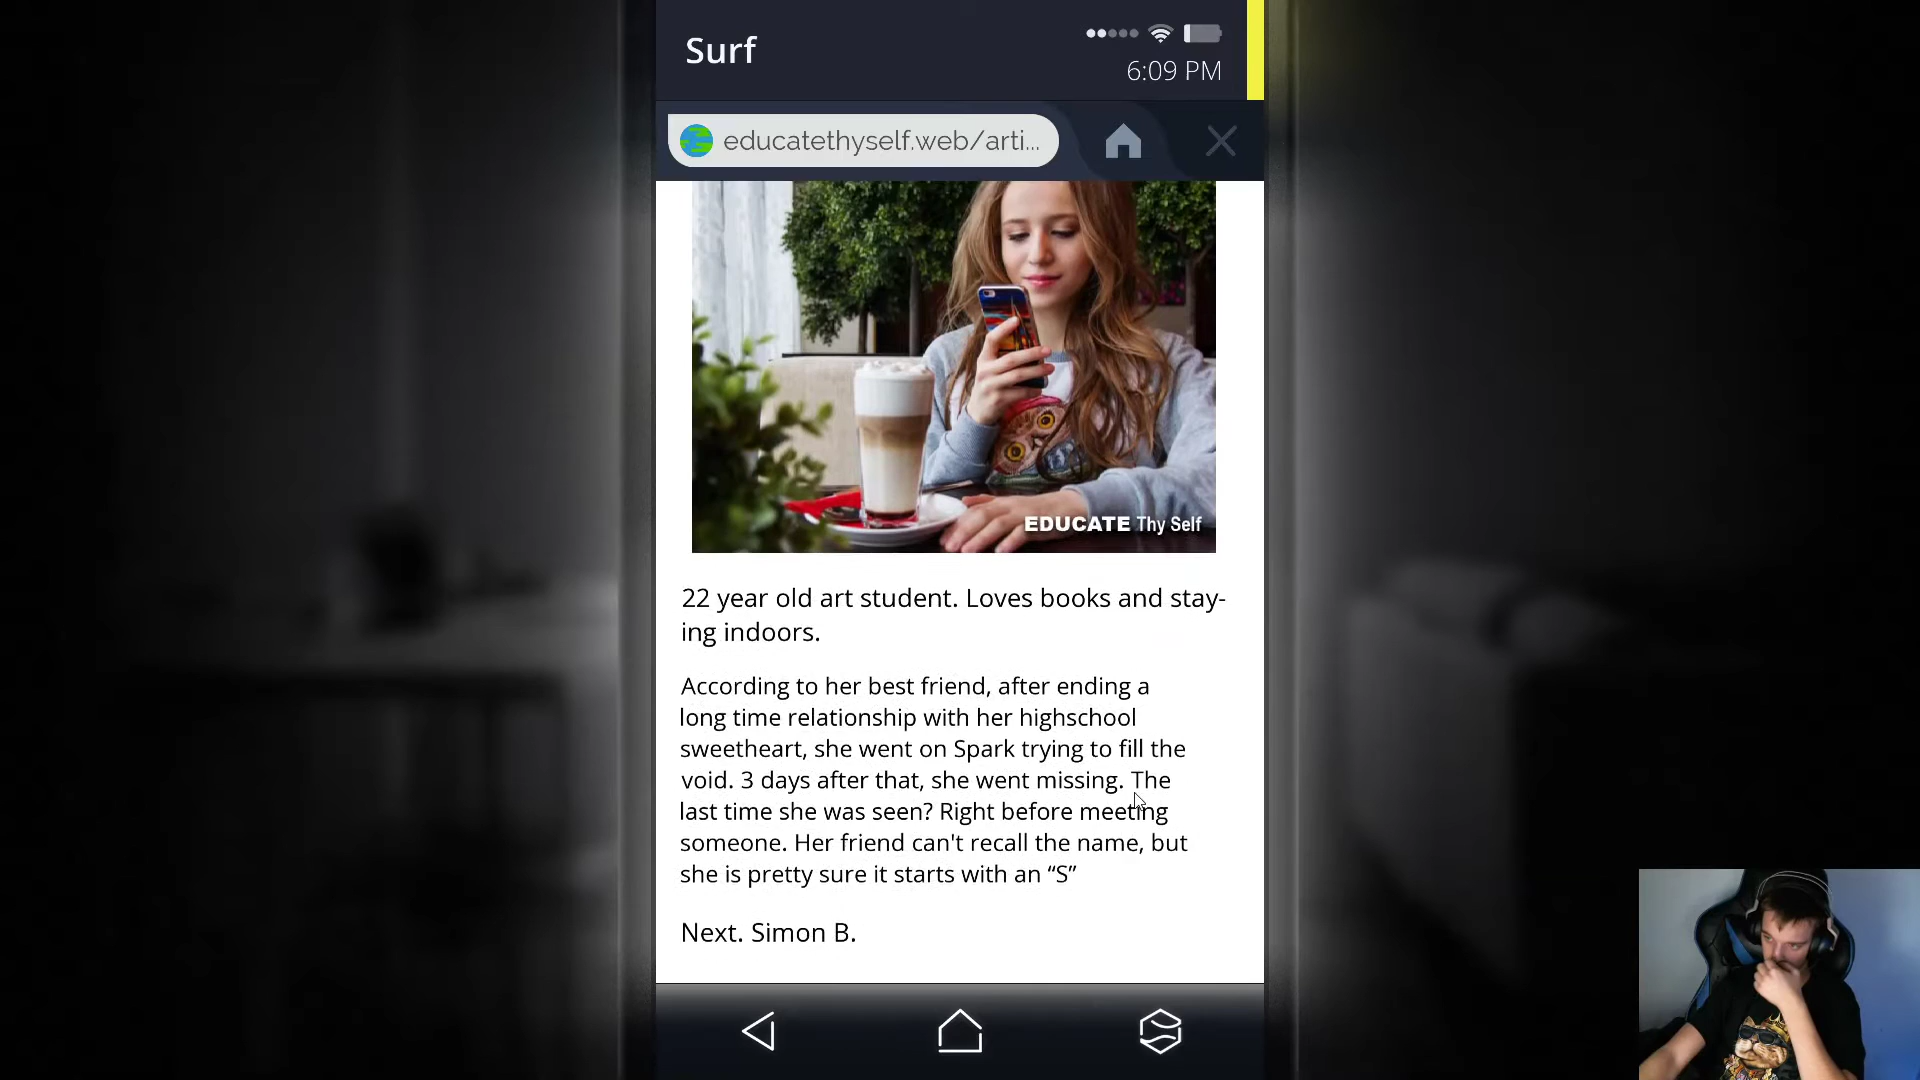 Surf
6:09 PM
educatethyself.web/arti...
EDUCATE Thy Self
22 year old art student. Loves books and stay-
ing indoors.
According to her best friend, after ending a
long time relationship with her highschool
sweetheart, she went on Spark trying to fill the
void. 3 days after that, she went missing. The
last time she was seen? Right before meeting
someone. Her friend can't recall the name, but
she is pretty sure it starts with an “S”
Next. Simon B.